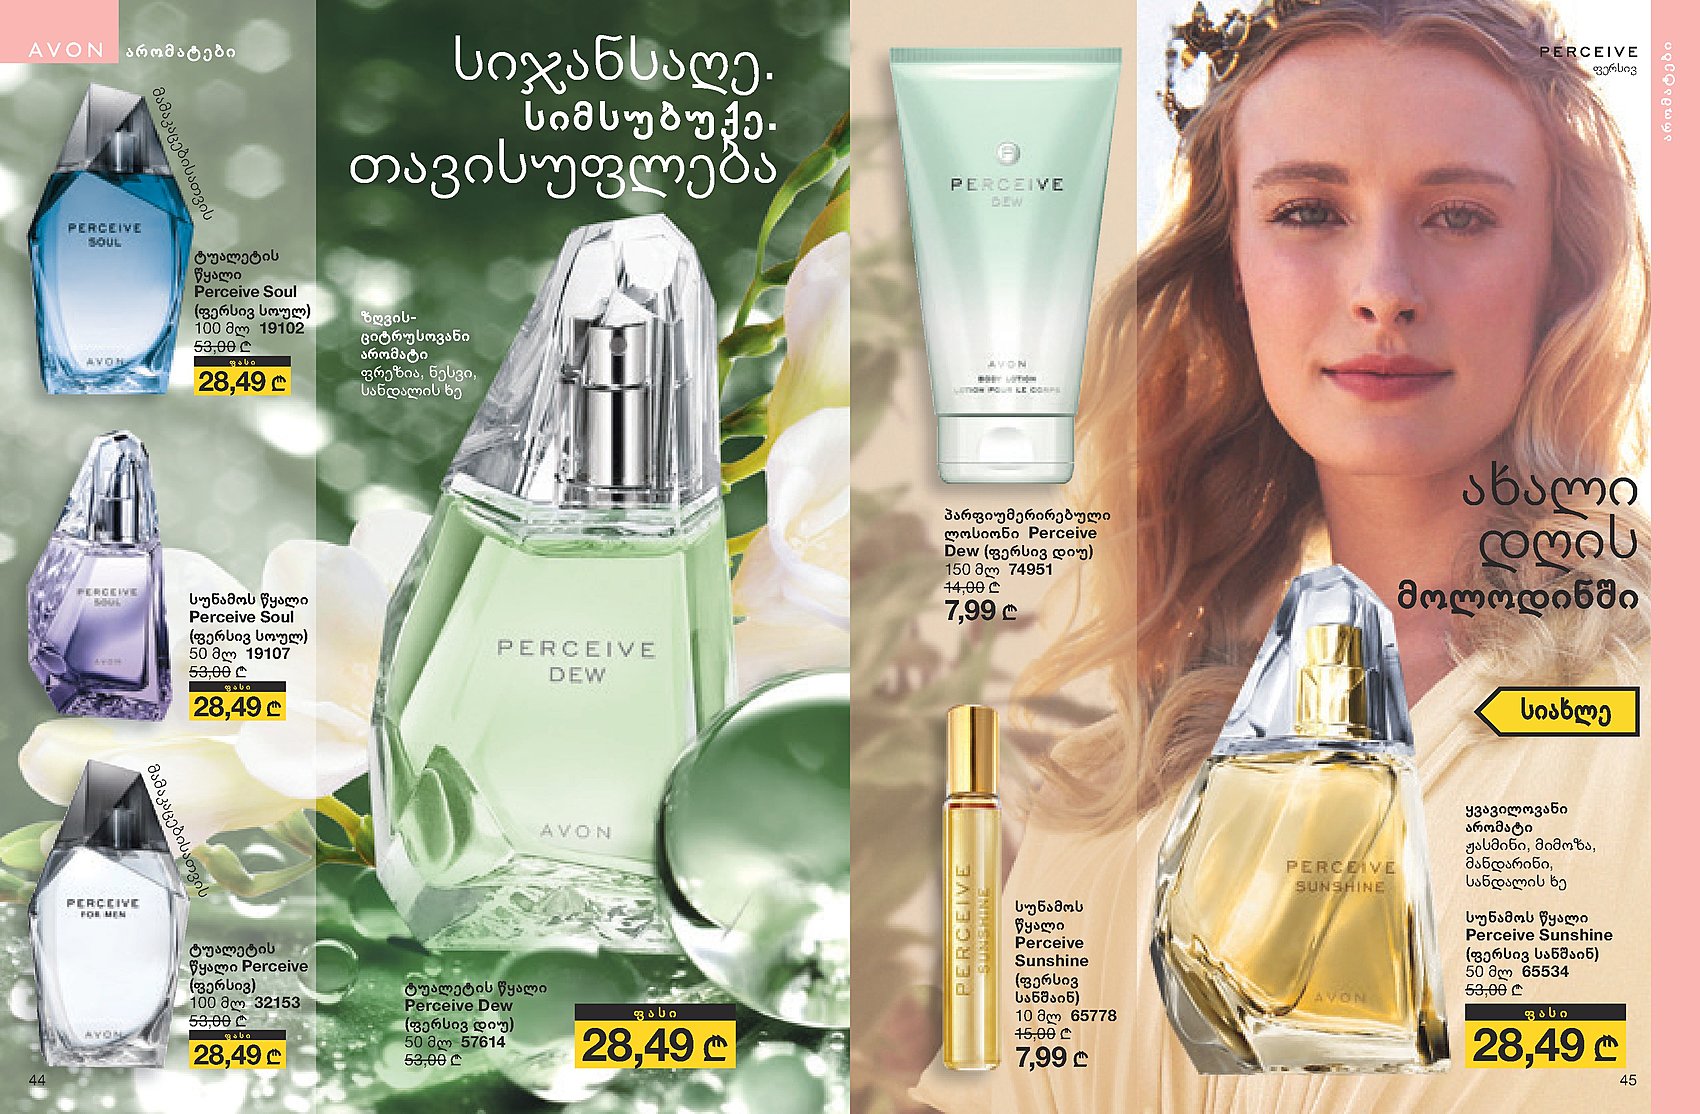 AVON არომატები
სიჯანსაღე.
სიმსუბუქე.
თავისუფლება
მამაკაცებისათვის
PERCEIVE
SOUL
AVON
ტუალეტის
წყალი
Perceive Soul
(ფერსივ სოულ)
100 მლ 19102
53,00 ₾
ფასი
28,49 ₾
ზღვის-
ციტრუსოვანი
არომატი
ფრეზია, ნესვი,
სანდალის ხე
PERCEIVE
SOUL
AVON
სუნამოს წყალი
Perceive Soul
(ფერსივ სოულ)
50 მლ 19107
53,00 ₾
ფასი
28,49 ₾
მამაკაცებისათვის
PERCEIVE
FOR MEN
AVON
ტუალეტის
წყალი Perceive
(ფერსივ)
100 მლ 32153
53,00 ₾
ფასი
28,49 ₾
PERCEIVE
DEW
AVON
ტუალეტის წყალი
Perceive Dew
(ფერსივ დიუ)
50 მლ 57614
53,00 ₾
ფასი
28,49 ₾
44
PERCEIVE
DEW
AVON
BODY LOTION
LOTION POUR LE CORPS
პარფიუმერირებული
ლოსიონი Perceive
Dew (ფერსივ დიუ)
150 მლ 74951
14,00 ₾
7,99 ₾
PERCEIVE
ფერსივ
არომატები
ახალი
დღის
მოლოდინში
სიახლე
PERCEIVE
SUNSHINE
სუნამოს
წყალი
Perceive
Sunshine
(ფერსივ
სანშაინ)
10 მლ 65778
15,00 ₾
7,99 ₾
PERCEIVE
SUNSHINE
AVON
ყვავილოვანი
არომატი
ჟასმინი, მიმოზა,
მანდარინი,
სანდალის ხე
სუნამოს წყალი
Perceive Sunshine
(ფერსივ სანშაინ)
50 მლ 65534
53,00 ₾
ფასი
28,49 ₾
45